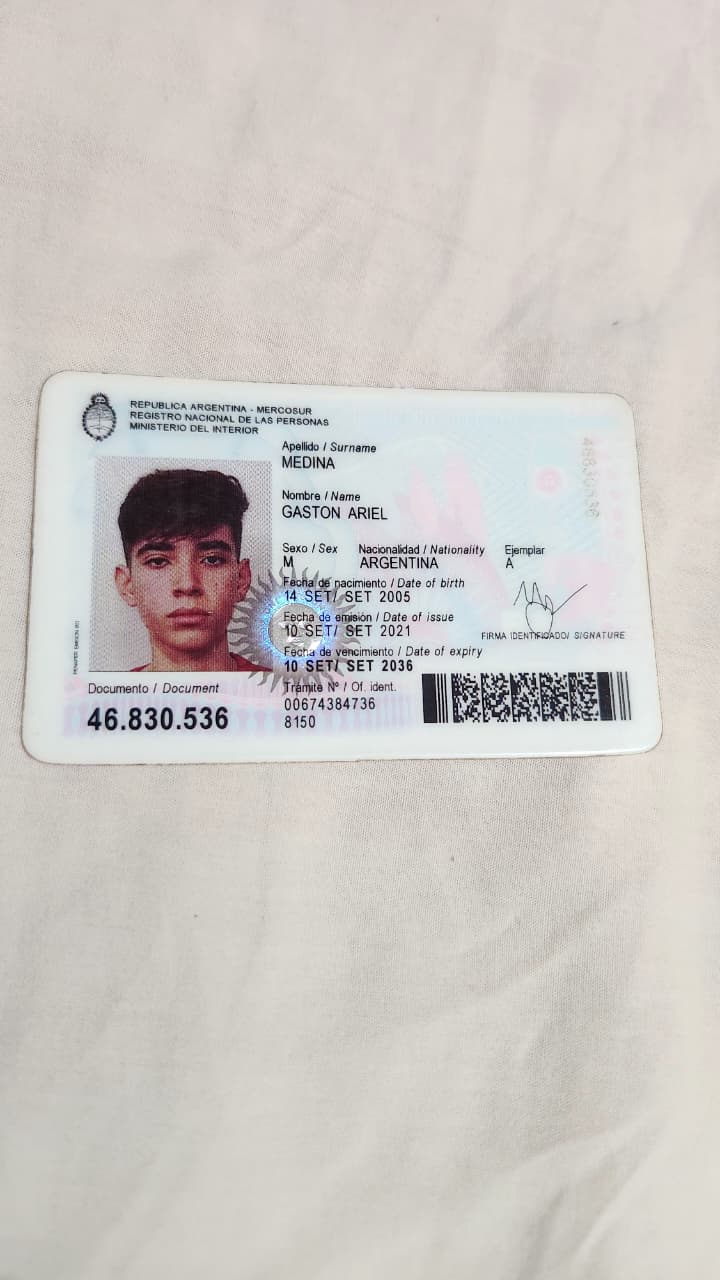 REPUBLICA ARGENTINA - MERCOSUR
REGISTRO NACIONAL DE LAS PERSONAS
MINISTERIO DEL INTERIOR
Apellido / Surname
MEDINA
Nombre / Name
GASTON ARIEL
Sexo / Sex Nacionalidad / Nationality Ejemplar
M ARGENTINA A
Fecha de nacimiento / Date of birth
14 SET/ SET 2005
Fecha de emisión / Date of issue
10 SET/ SET 2021
FIRMA IDENTIFICADO/ SIGNATURE
Fecha de vencimiento / Date of expiry
10 SET/ SET 2036
Documento / Document
46.830.536
Trámite Nº / Of. ident.
00674384736
8150